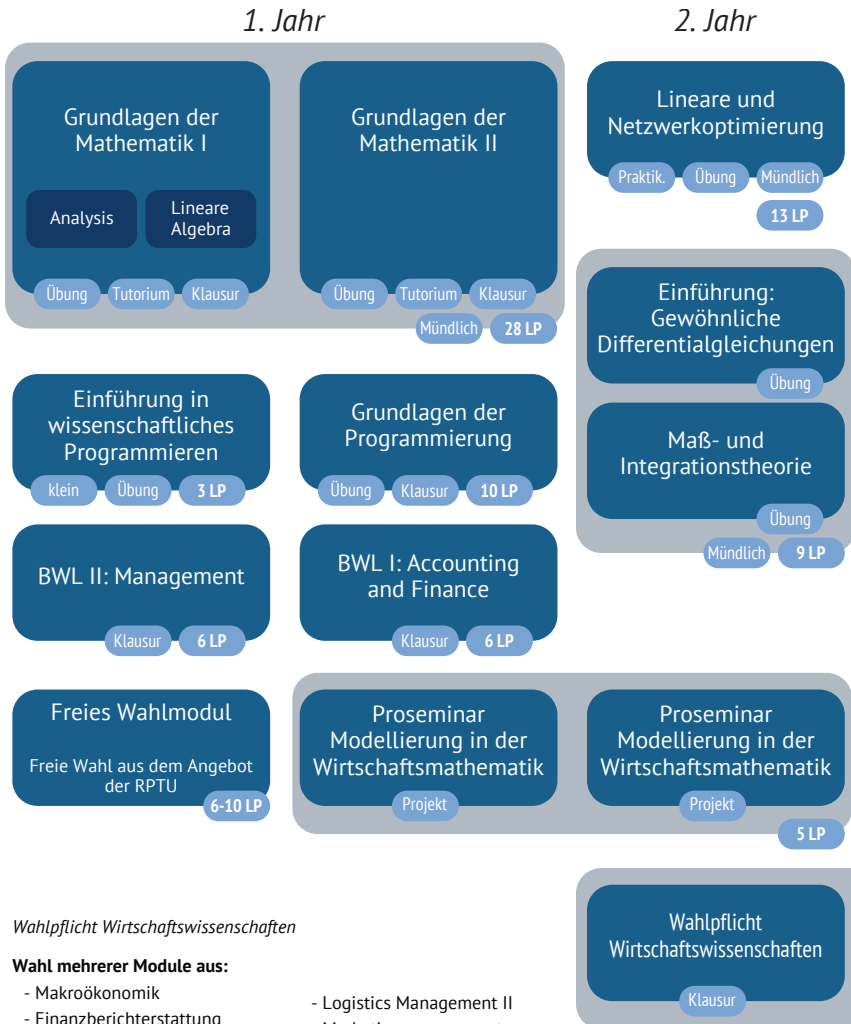 1. Jahr
2. Jahr
Grundlagen der
Mathematik I
Analysis
Lineare
Algebra
Übung
Tutorium
Klausur
Grundlagen der
Mathematik II
Übung
Tutorium
Klausur
Mündlich
28 LP
Lineare und
Netzwerkoptimierung
Praktik.
Übung
Mündlich
13 LP
Einführung:
Gewöhnliche
Differentialgleichungen
Übung
Maß- und
Integrationstheorie
Übung
Mündlich
9 LP
Einführung in
wissenschaftliches
Programmieren
klein
Übung
3 LP
Grundlagen der
Programmierung
Übung
Klausur
10 LP
BWL II: Management
Klausur
6 LP
BWL I: Accounting
and Finance
Klausur
6 LP
Freies Wahlmodul
Freie Wahl aus dem Angebot
der RPTU
6-10 LP
Proseminar
Modellierung in der
Wirtschaftsmathematik
Projekt
Proseminar
Modellierung in der
Wirtschaftsmathematik
Projekt
5 LP
Wahlpflicht
Wirtschaftswissenschaften
Klausur
Wahlpflicht Wirtschaftswissenschaften
Wahl mehrerer Module aus:
- Makroökonomik
- Finanzberichterstattung
- Logistics Management II